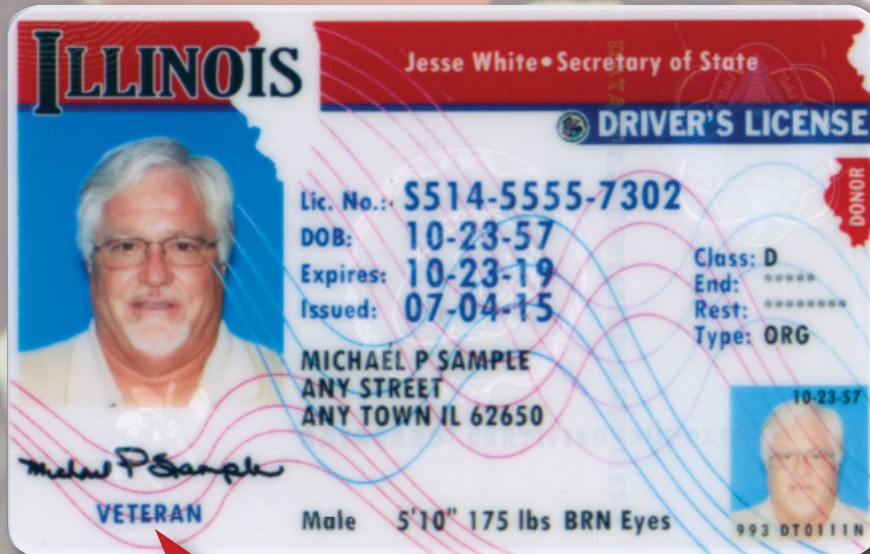 ILLINOIS
Jesse White•Secretary of State
DRIVER'S LICENSE
DONOR
Lic. No.: S514-5555-7302
DOB: 10-23-57
Expires: 10-23-19
Issued: 07-04-15
Class: D
End: *****
Rest: ********
Type: ORG
MICHAEL P SAMPLE
ANY STREET
ANY TOWN IL 62650
10-23-57
Michael P Sample
VETERAN
Male 5'10" 175 lbs BRN Eyes
993 DT0111N